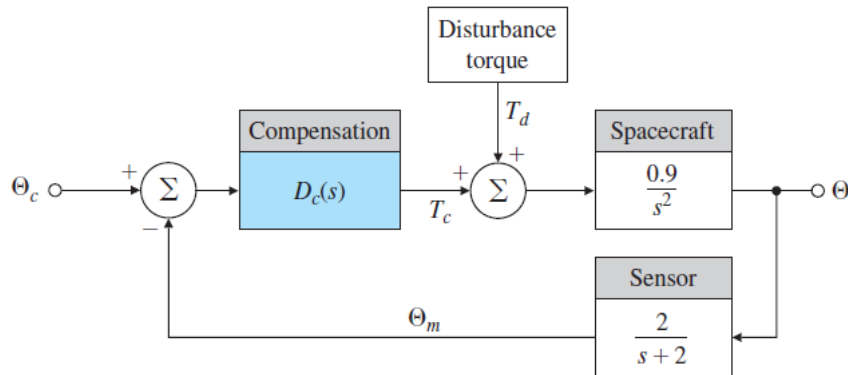 Disturbance
torque
T_d
Compensation
Spacecraft
Θ_c
+
Σ
−
D_c(s)
T_c
+
+
Σ
0.9
s^2
Θ
Sensor
Θ_m
2
s + 2